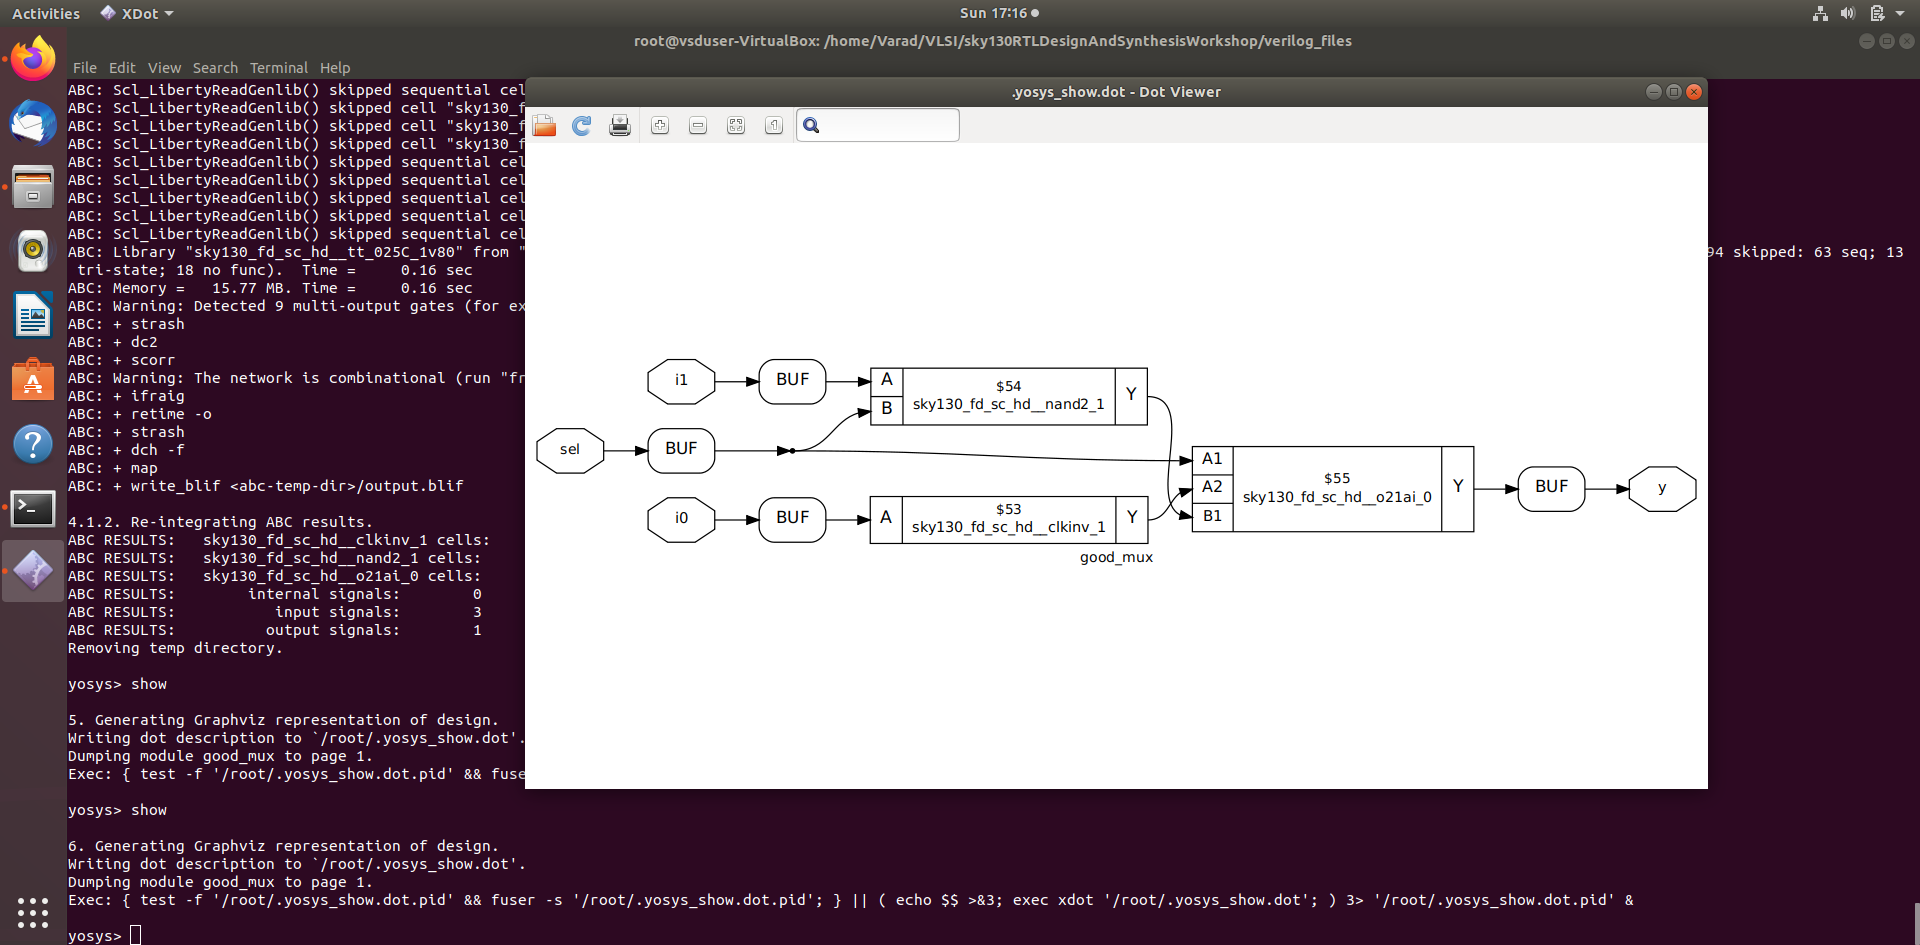 Activities
XDot
Sun 17:16
root@vsduser-VirtualBox: /home/Varad/VLSI/sky130RTLDesignAndSynthesisWorkshop/verilog_files
File Edit View Search Terminal Help
ABC: Scl_LibertyReadGenlib() skipped sequential cel
ABC: Scl_LibertyReadGenlib() skipped cell "sky130_f
ABC: Scl_LibertyReadGenlib() skipped cell "sky130_f
ABC: Scl_LibertyReadGenlib() skipped cell "sky130_f
ABC: Scl_LibertyReadGenlib() skipped sequential cel
ABC: Scl_LibertyReadGenlib() skipped sequential cel
ABC: Scl_LibertyReadGenlib() skipped sequential cel
ABC: Scl_LibertyReadGenlib() skipped sequential cel
ABC: Scl_LibertyReadGenlib() skipped sequential cel
ABC: Library "sky130_fd_sc_hd__tt_025C_1v80" from " 94 skipped: 63 seq; 13
tri-state; 18 no func).  Time =     0.16 sec
ABC: Memory =   15.77 MB. Time =     0.16 sec
ABC: Warning: Detected 9 multi-output gates (for ex
ABC: + strash
ABC: + dc2
ABC: + scorr
ABC: Warning: The network is combinational (run "fr
ABC: + ifraig
ABC: + retime -o
ABC: + strash
ABC: + dch -f
ABC: + map
ABC: + write_blif <abc-temp-dir>/output.blif
4.1.2. Re-integrating ABC results.
ABC RESULTS:   sky130_fd_sc_hd__clkinv_1 cells:
ABC RESULTS:   sky130_fd_sc_hd__nand2_1 cells:
ABC RESULTS:   sky130_fd_sc_hd__o21ai_0 cells:
ABC RESULTS:        internal signals:        0
ABC RESULTS:           input signals:        3
ABC RESULTS:          output signals:        1
Removing temp directory.
yosys> show
5. Generating Graphviz representation of design.
Writing dot description to `/root/.yosys_show.dot'.
Dumping module good_mux to page 1.
Exec: { test -f '/root/.yosys_show.dot.pid' && fuse
yosys> show
6. Generating Graphviz representation of design.
Writing dot description to `/root/.yosys_show.dot'.
Dumping module good_mux to page 1.
Exec: { test -f '/root/.yosys_show.dot.pid' && fuser -s '/root/.yosys_show.dot.pid'; } || ( echo $$ >&3; exec xdot '/root/.yosys_show.dot'; ) 3> '/root/.yosys_show.dot.pid' &
yosys>
.yosys_show.dot - Dot Viewer
i1
BUF
A
B
$54
sky130_fd_sc_hd__nand2_1
Y
sel
BUF
i0
BUF
A
$53
sky130_fd_sc_hd__clkinv_1
Y
A1
A2
B1
$55
sky130_fd_sc_hd__o21ai_0
Y
BUF
y
good_mux